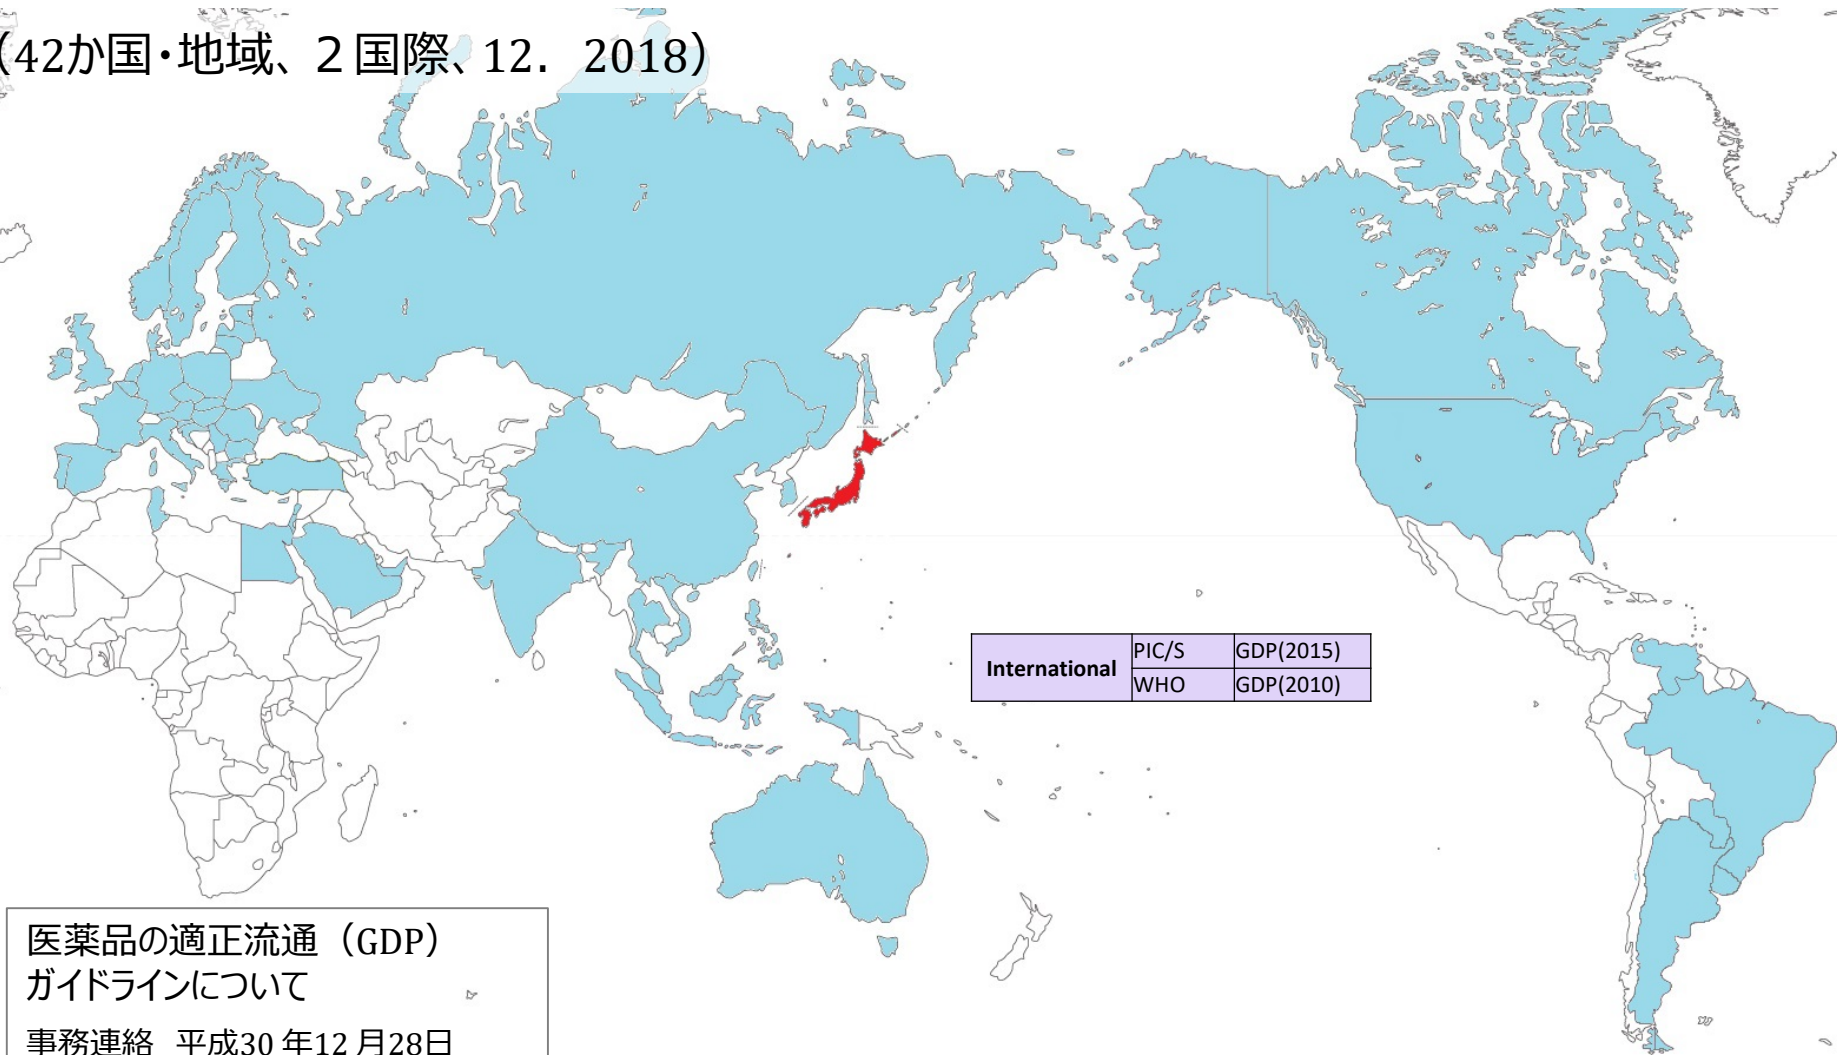 （42か国・地域、２国際、12．2018）
International
PIC/S GDP(2015)
WHO GDP(2010)
医薬品の適正流通（GDP）
ガイドラインについて
事務連絡 平成30 年12 月28日